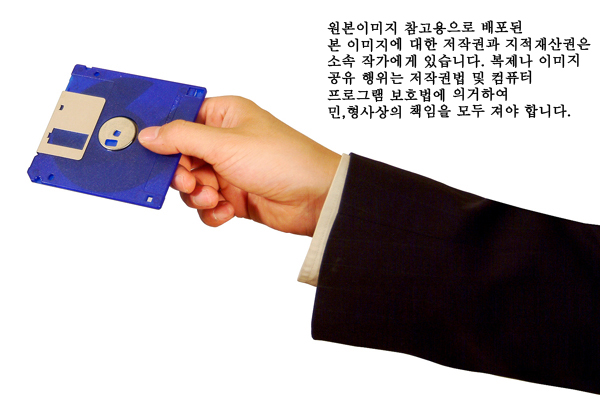 원본이미지 참고용으로 배포된
본 이미지에 대한 저작권과 지적재산권은
소속 작가에게 있습니다. 복제나 이미지
공유 행위는 저작권법 및 컴퓨터
프로그램 보호법에 의거하여
민,형사상의 책임을 모두 져야 합니다.